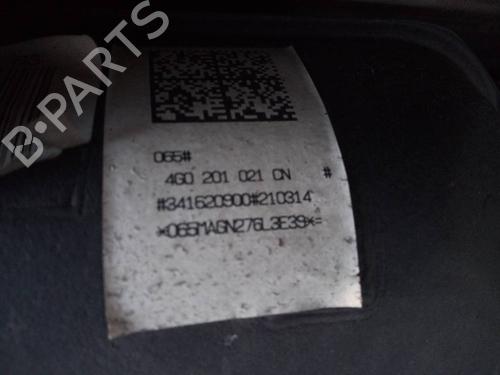 B-PARTS
065#
4G0 201 021 CN #
#341620900#210314
*065MAGN276L3E39*=